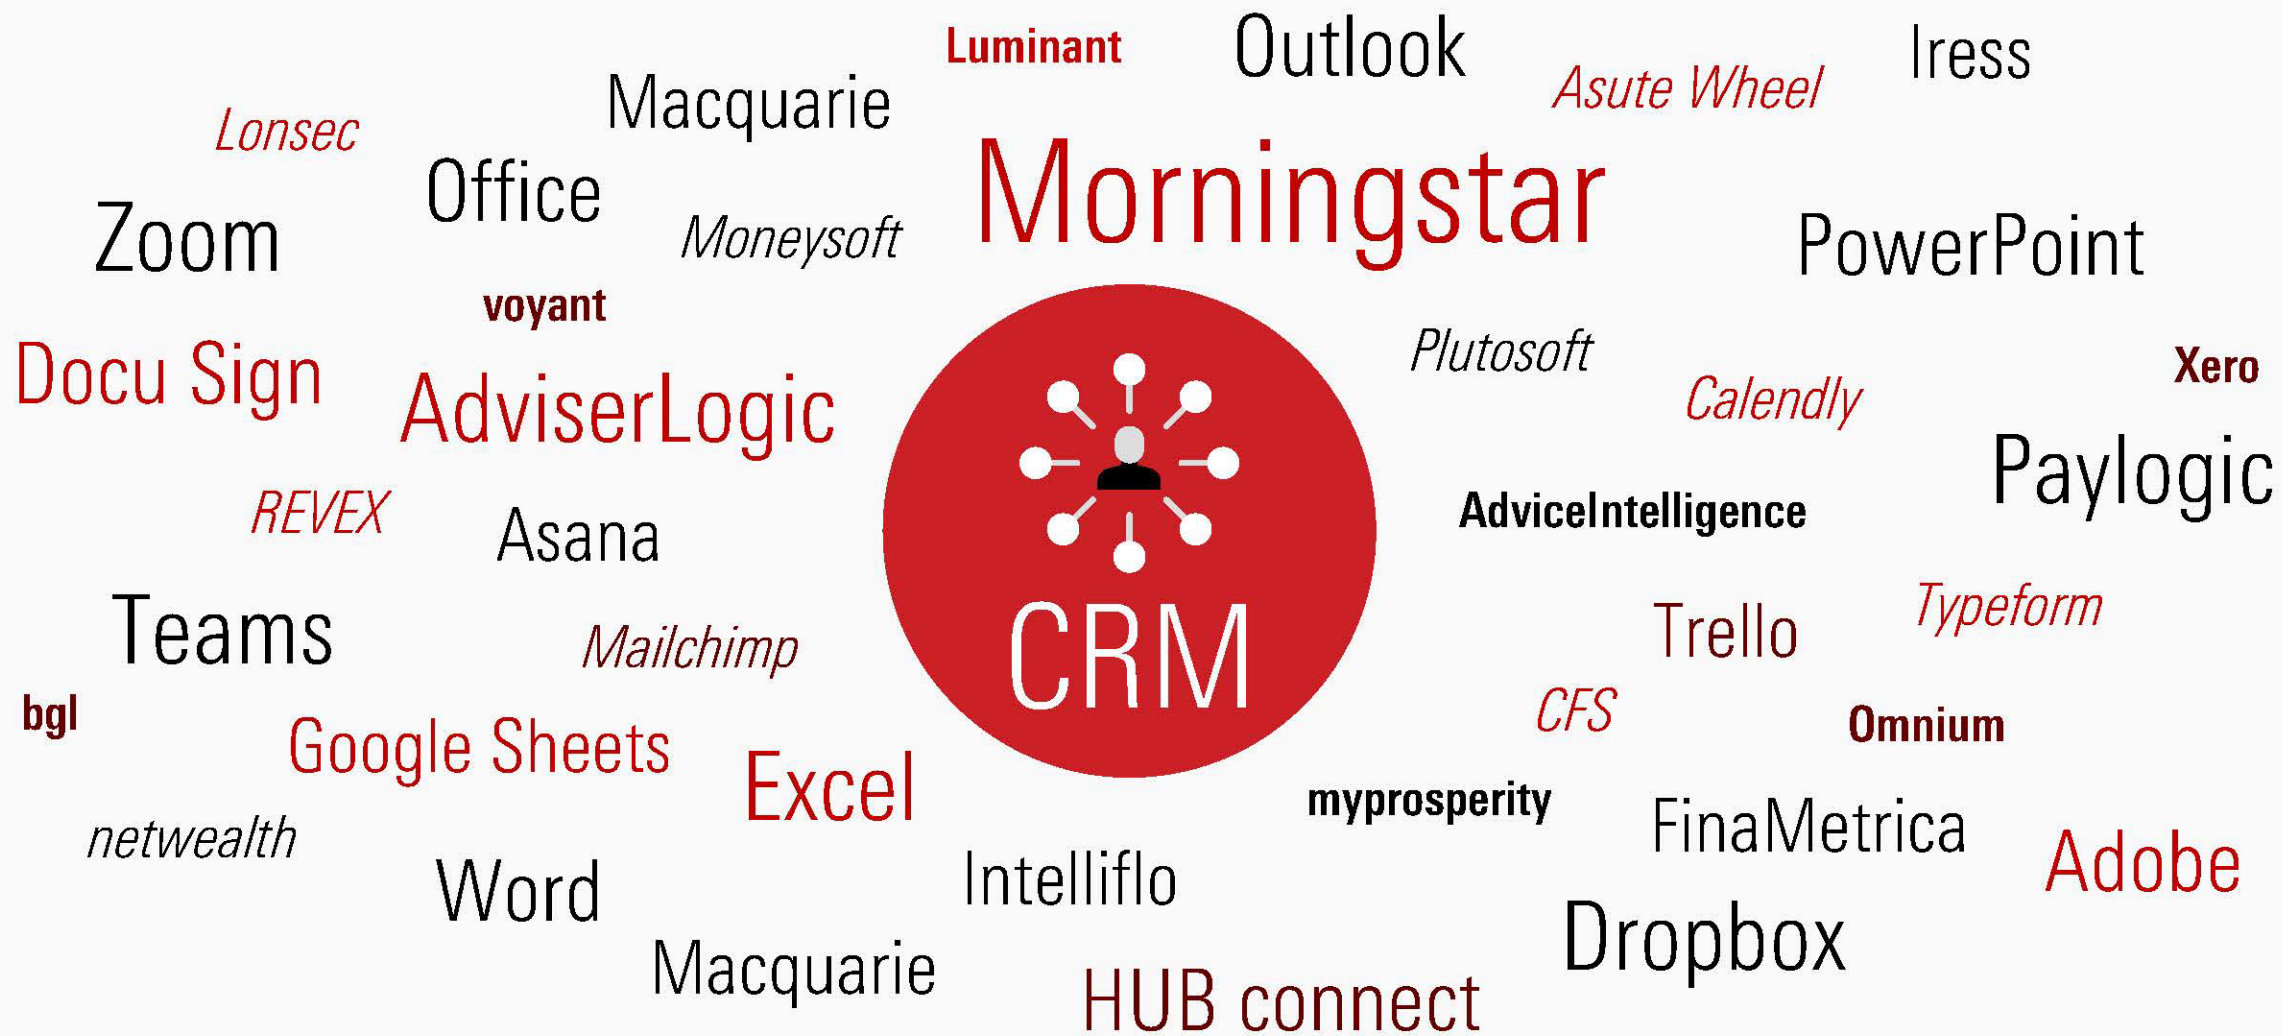 Luminant
Outlook
Iress
Macquarie
Asute Wheel
Lonsec
Office
Morningstar
Zoom
Moneysoft
PowerPoint
voyant
Plutosoft
Xero
Docu Sign
AdviserLogic
Calendly
Paylogic
REVEX
Asana
AdviceIntelligence
Teams
Mailchimp
CRM
Trello
Typeform
bgl
Google Sheets
CFS
Omnium
Excel
myprosperity
netwealth
FinaMetrica
Adobe
Word
Intelliflo
Dropbox
Macquarie
HUB connect